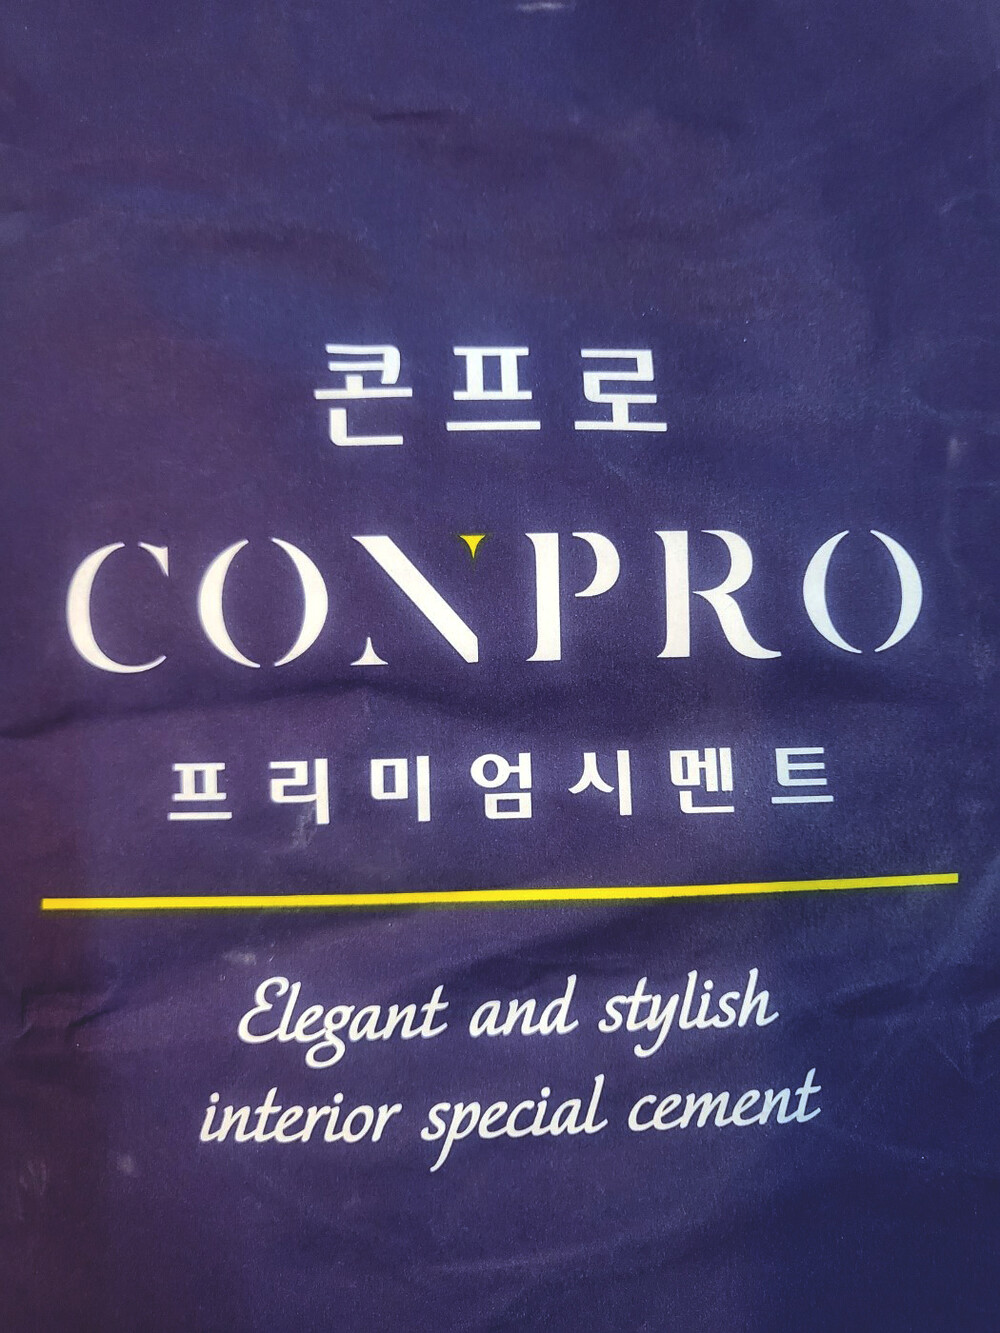 콘프로
CONPRO
프리미엄시멘트
Elegant and stylish
interior special cement